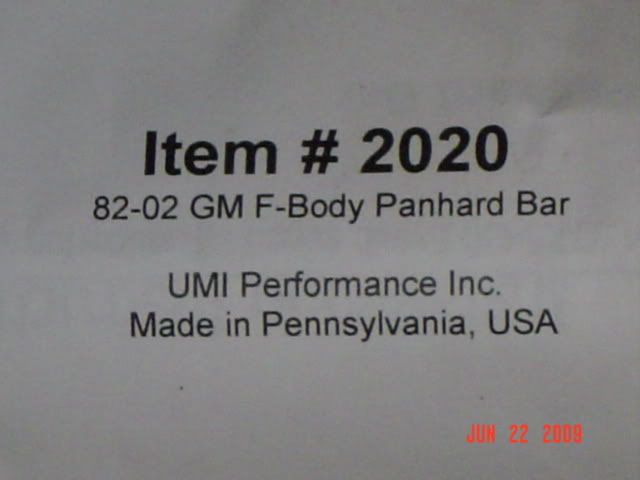 Item # 2020
82-02 GM F-Body Panhard Bar
UMI Performance Inc.
Made in Pennsylvania, USA
JUN 22 2009